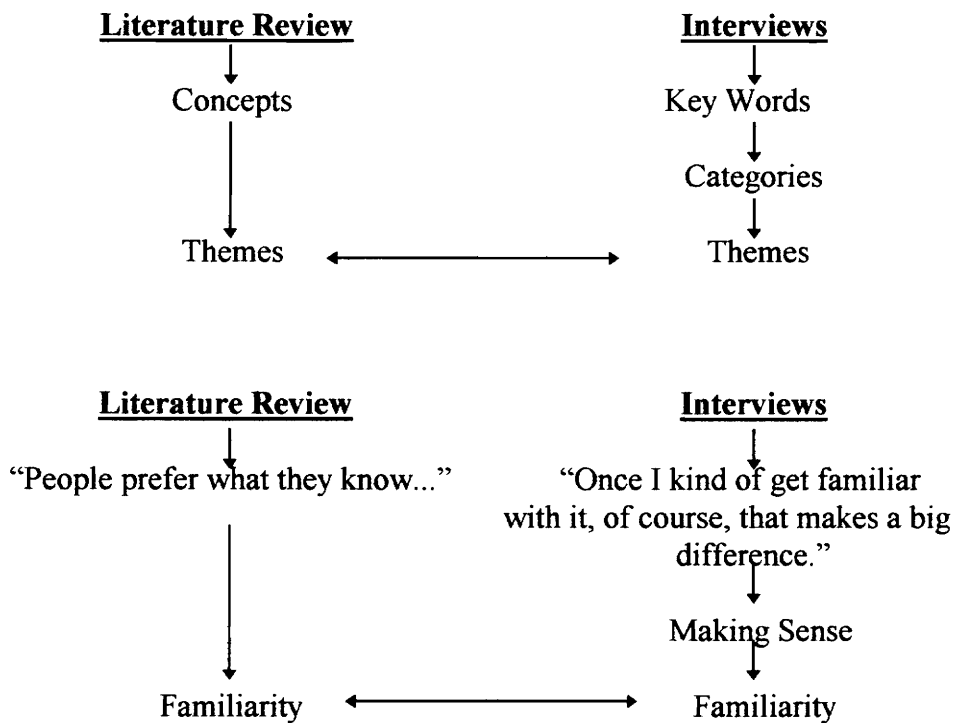 Literature Review
Interviews
Concepts
Key Words
Categories
Themes
Themes
Literature Review
Interviews
“People prefer what they know...”
“Once I kind of get familiar
with it, of course, that makes a big
difference.”
Making Sense
Familiarity
Familiarity